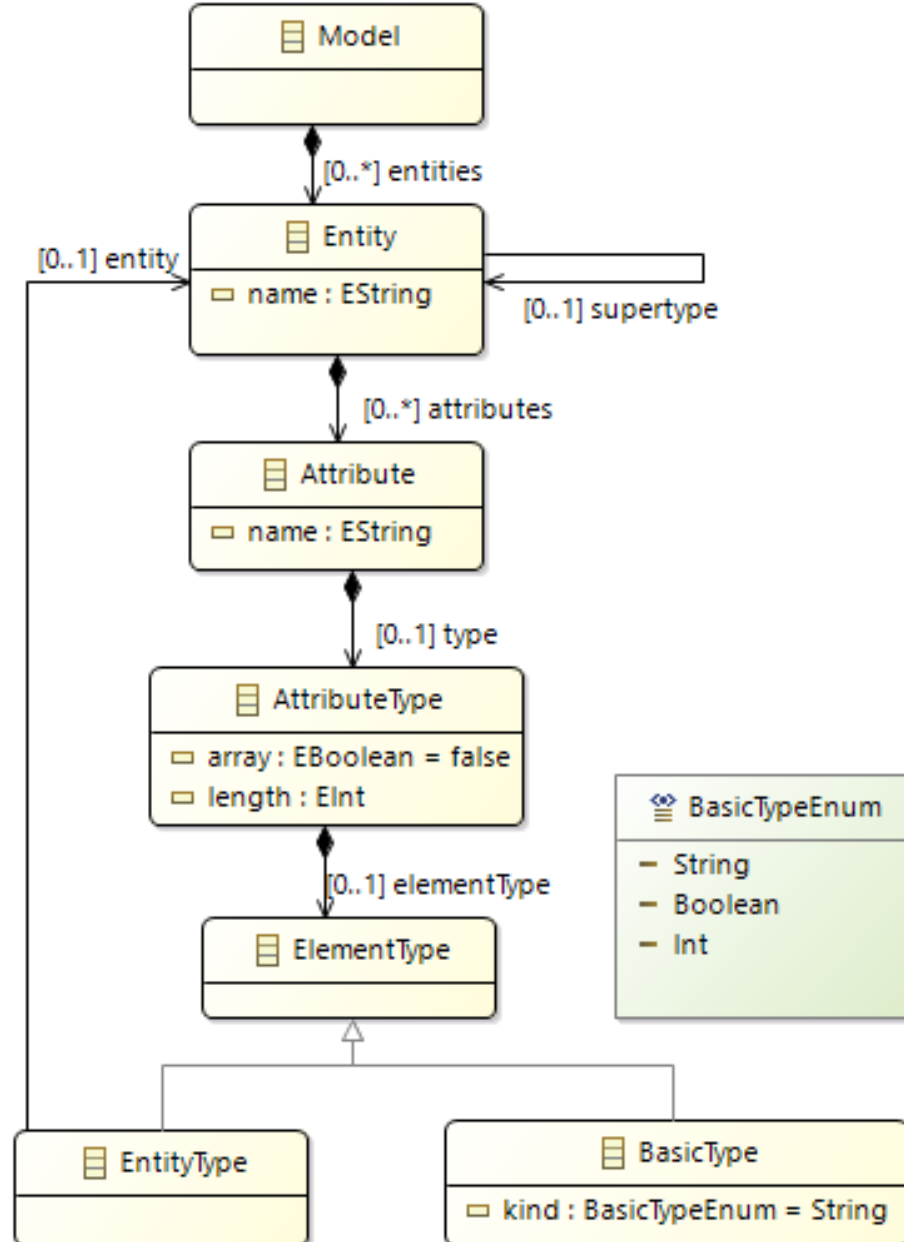 Model
[0..*] entities
Entity
[0..1] entity
name : EString
[0..1] supertype
[0..*] attributes
Attribute
name : EString
[0..1] type
AttributeType
array : EBoolean = false
length : EInt
BasicTypeEnum
String
Boolean
Int
[0..1] elementType
ElementType
EntityType
BasicType
kind : BasicTypeEnum = String